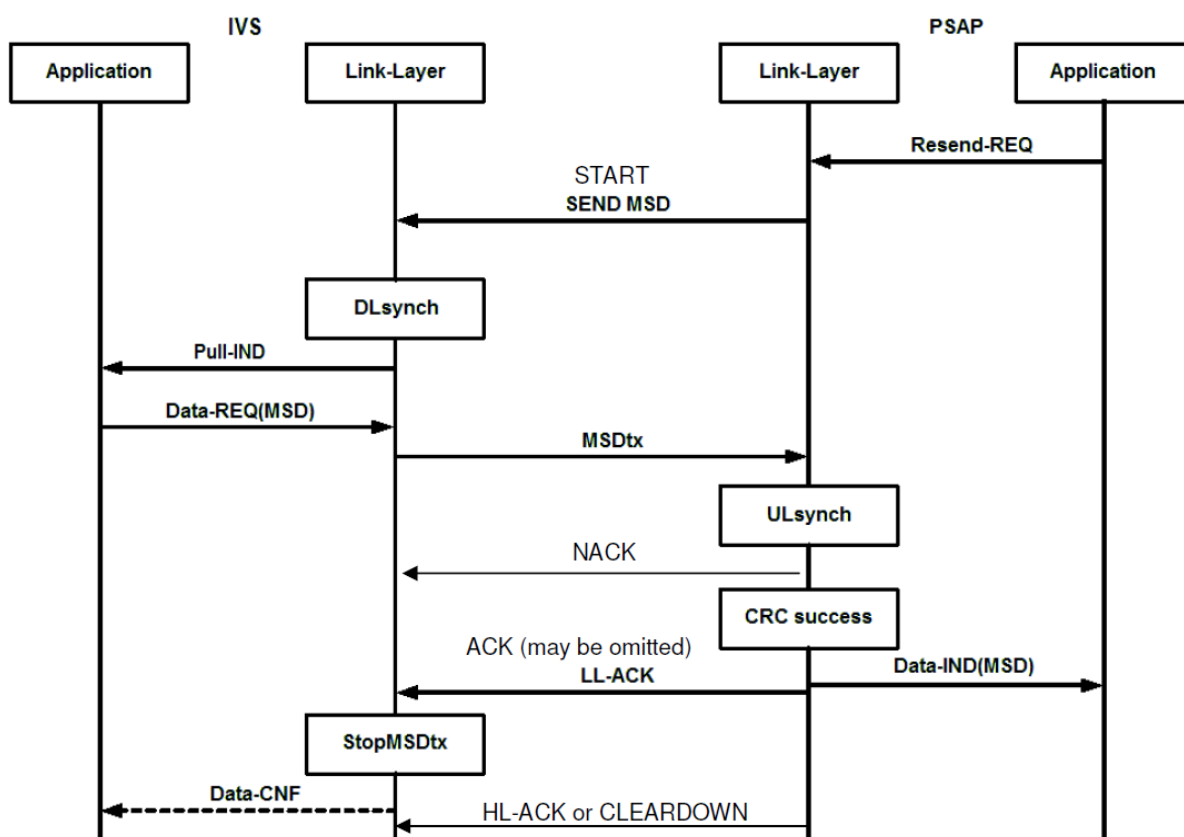 IVS
PSAP
Application
Link-Layer
Link-Layer
Application
Resend-REQ
START
SEND MSD
DLsynch
Pull-IND
Data-REQ(MSD)
MSDtx
ULsynch
NACK
CRC success
ACK (may be omitted)
LL-ACK
Data-IND(MSD)
StopMSDtx
Data-CNF
HL-ACK or CLEARDOWN